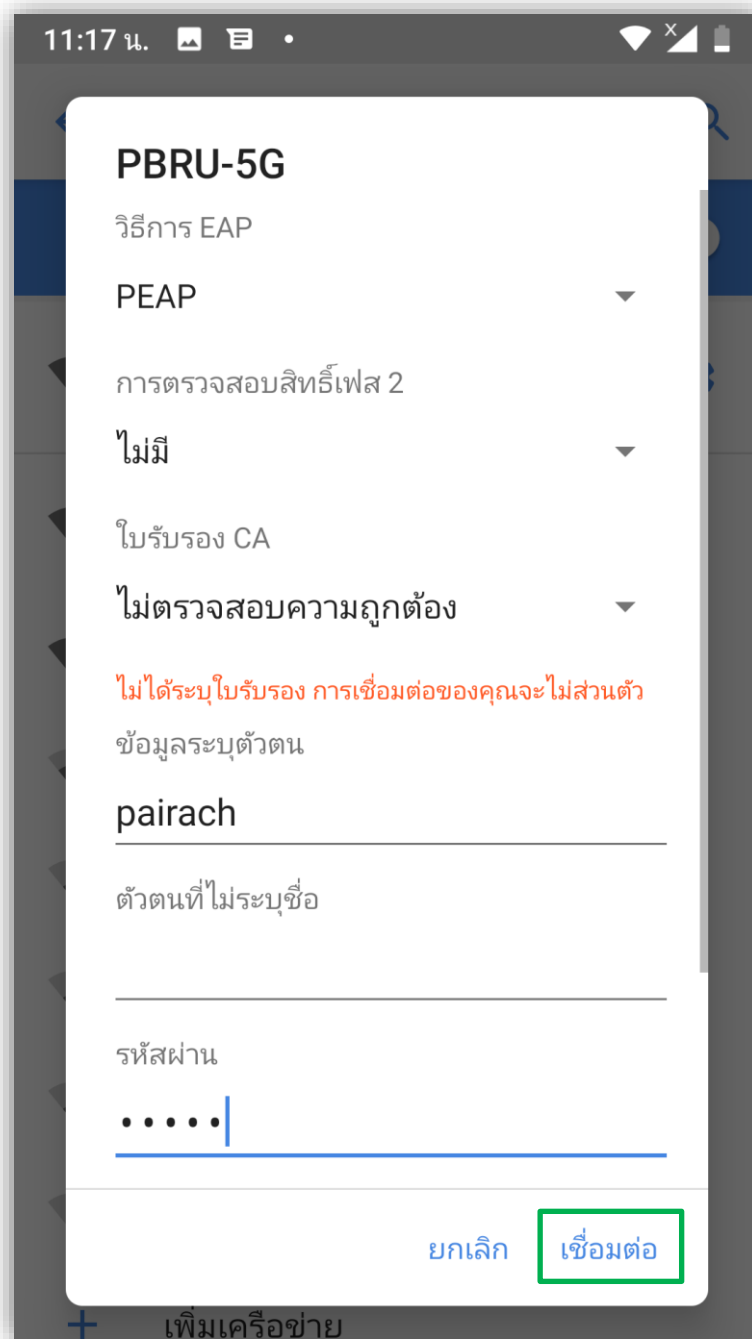 11:17 น.
PBRU-5G
วิธีการ EAP
PEAP
การตรวจสอบสิทธิ์เฟส 2
ไม่มี
ใบรับรอง CA
ไม่ตรวจสอบความถูกต้อง
ไม่ได้ระบุใบรับรอง การเชื่อมต่อของคุณจะไม่ส่วนตัว
ข้อมูลระบุตัวตน
pairach
ตัวตนที่ไม่ระบุชื่อ
รหัสผ่าน
•••••
ยกเลิก เชื่อมต่อ
เพิ่มเครือข่าย